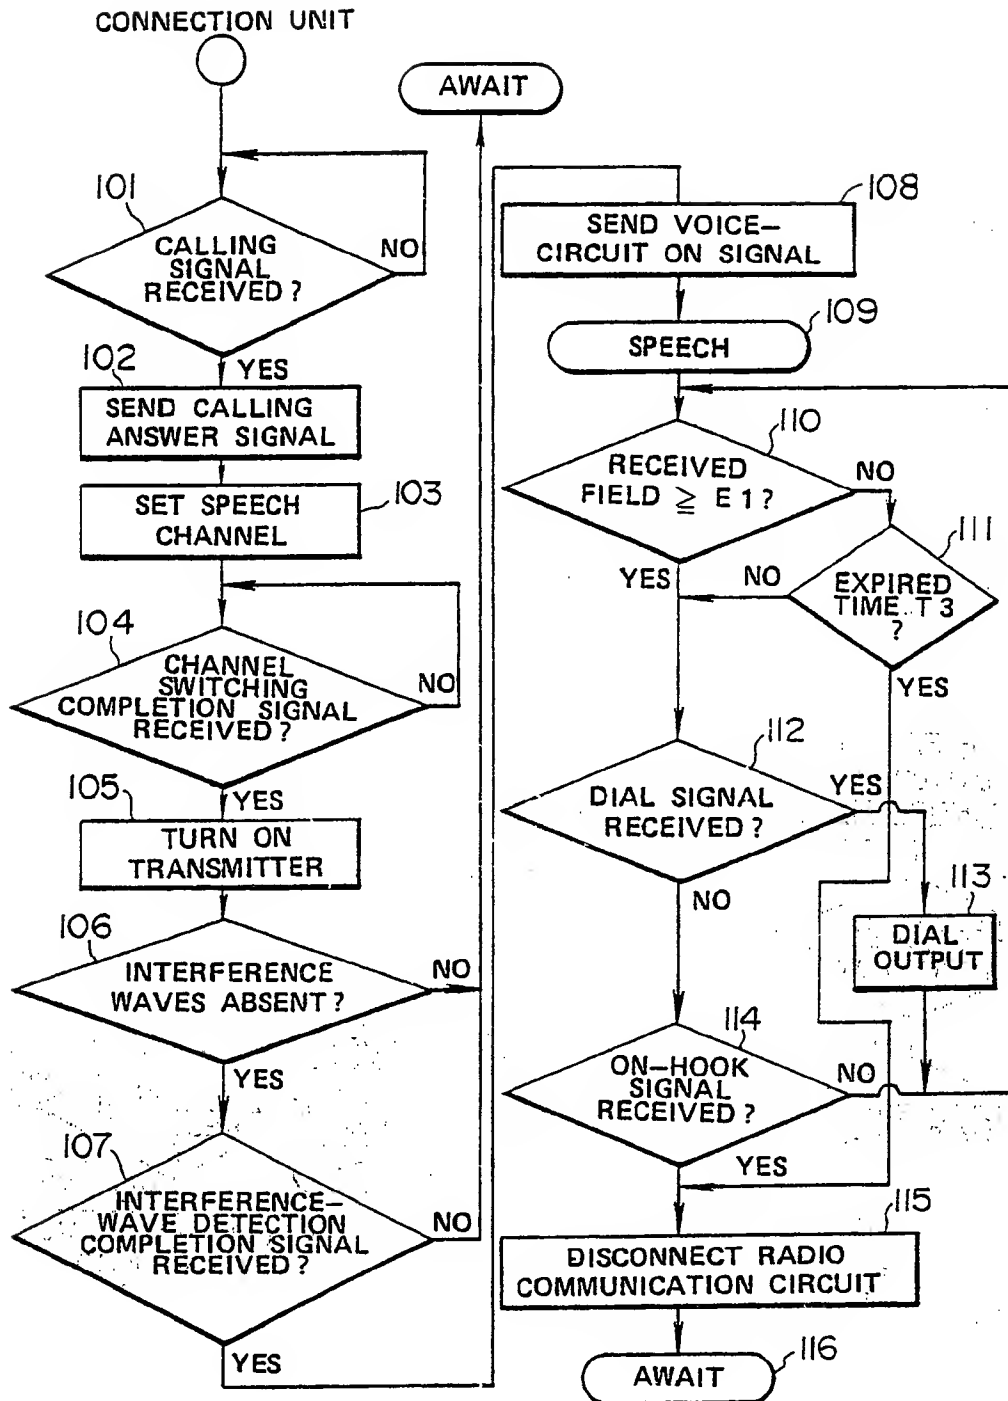 CONNECTION UNIT
AWAIT
101
CALLING
SIGNAL
RECEIVED?
NO
YES
102
SEND CALLING
ANSWER SIGNAL
SET SPEECH
CHANNEL
103
104
CHANNEL
SWITCHING
COMPLETION SIGNAL
RECEIVED?
NO
YES
105
TURN ON
TRANSMITTER
106
INTERFERENCE
WAVES ABSENT?
NO
YES
107
INTERFERENCE-
WAVE DETECTION
COMPLETION SIGNAL
RECEIVED?
NO
YES
108
SEND VOICE-
CIRCUIT ON SIGNAL
109
SPEECH
110
RECEIVED
FIELD ≧ E1?
NO
YES
111
EXPIRED
TIME T3
?
NO
YES
112
DIAL SIGNAL
RECEIVED?
YES
NO
113
DIAL
OUTPUT
114
ON-HOOK
SIGNAL
RECEIVED?
NO
YES
115
DISCONNECT RADIO
COMMUNICATION CIRCUIT
AWAIT
116